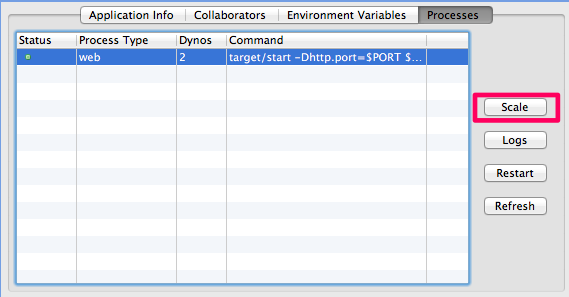 Application Info Collaborators Environment Variables Processes
Status Process Type Dynos Command
web 2 target/start -Dhttp.port=$PORT $...
Scale
Logs
Restart
Refresh